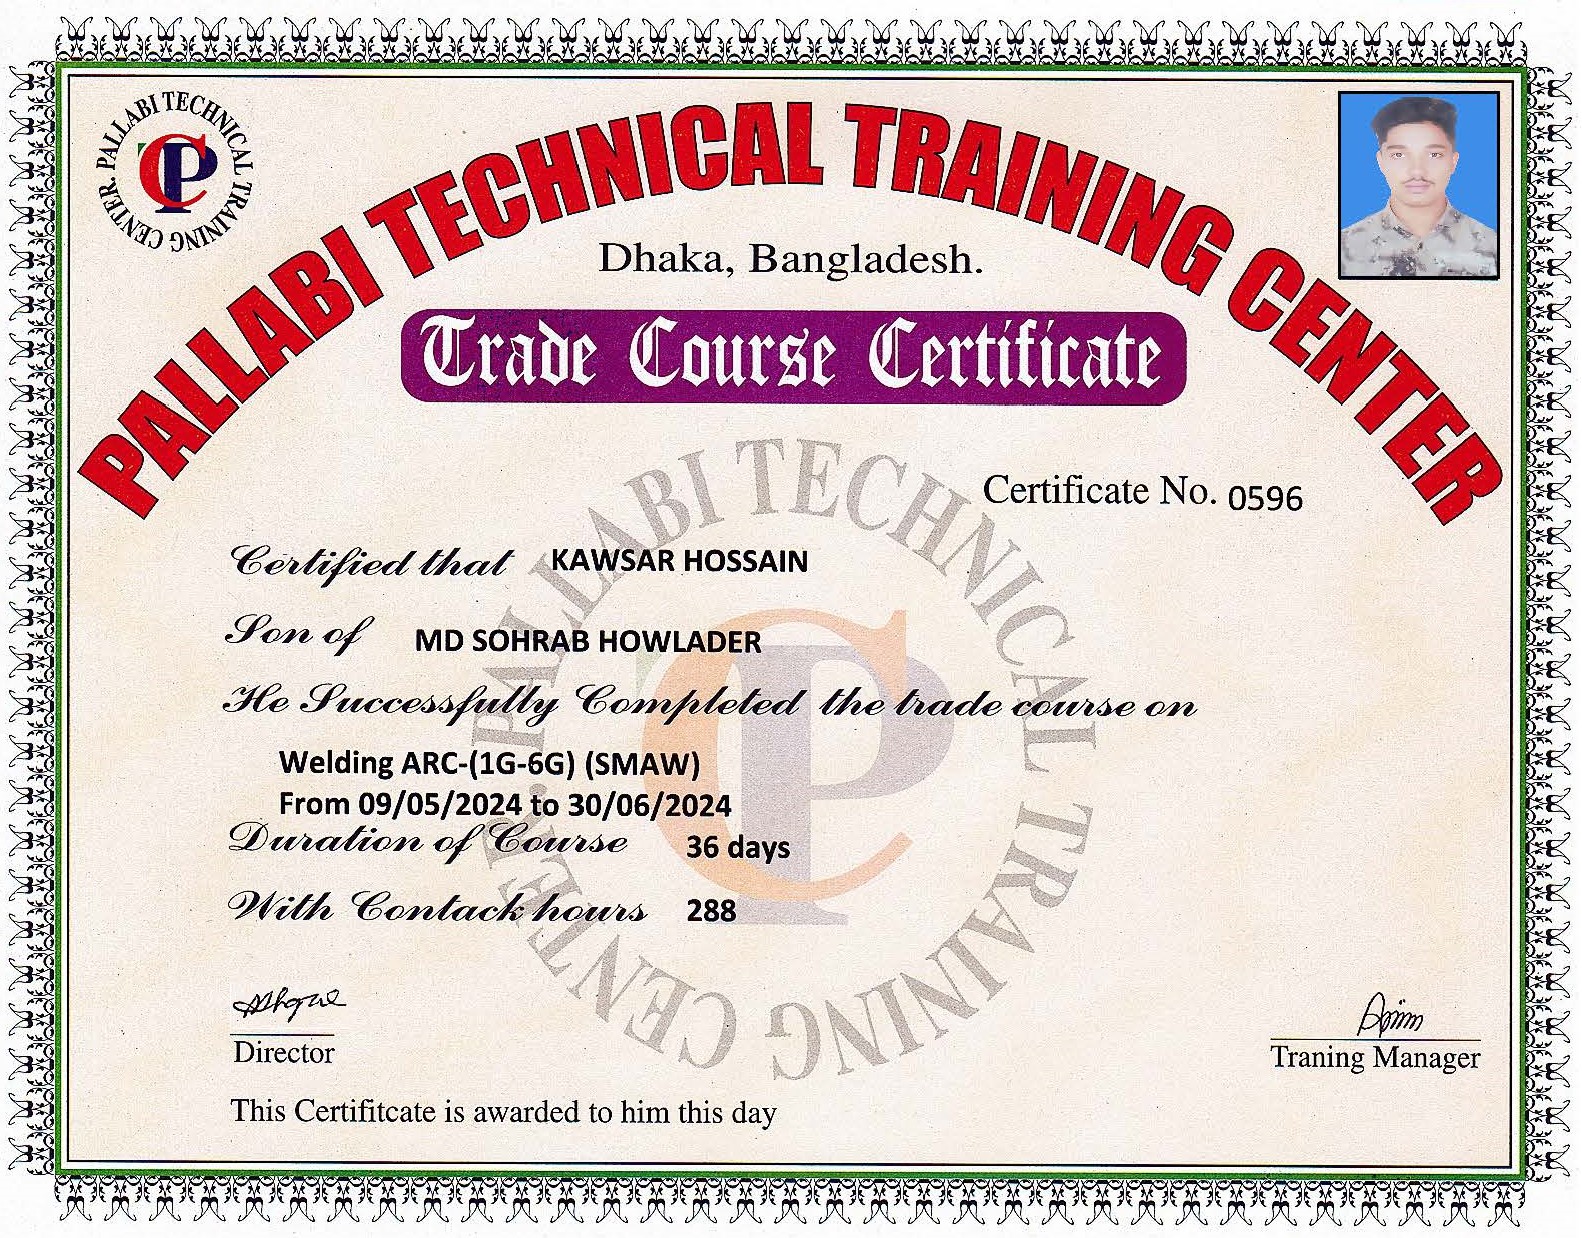 PALLABI TECHNICAL TRAINING CENTER.
CP
PALLABI TECHNICAL TRAINING CENTER
Dhaka, Bangladesh.
Trade Course Certificate
PALLABI TECHNICAL TRAINING CENTER.
CP
Certificate No. 0596
Certified that KAWSAR HOSSAIN
Son of MD SOHRAB HOWLADER
He Successfully Completed the trade course on
Welding ARC-(1G-6G) (SMAW)
From 09/05/2024 to 30/06/2024
Duration of Course 36 days
With Contack hours 288
Director
Traning Manager
This Certifitcate is awarded to him this day